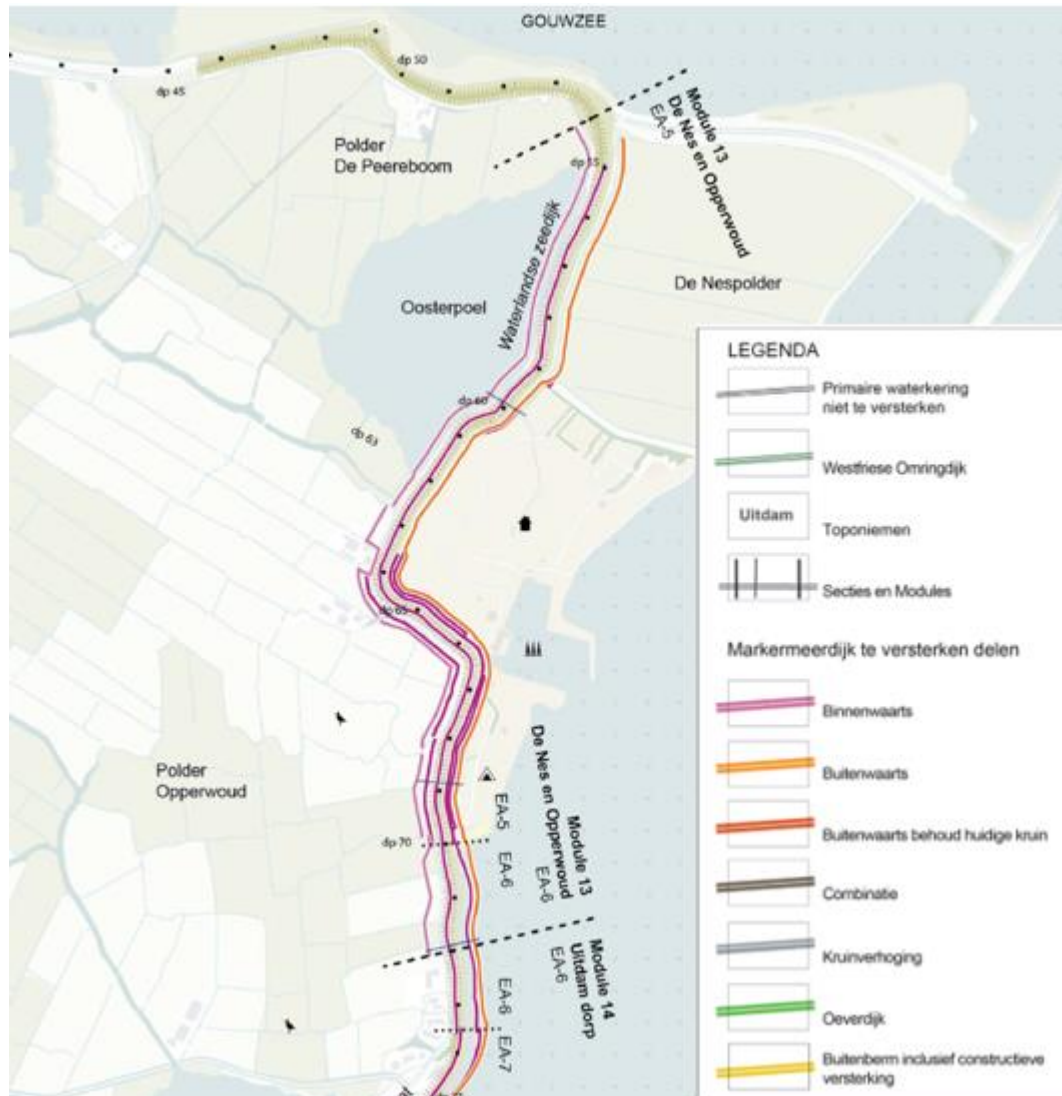 GOUWZEE
dp 50
dp 45
Module 13
De Nes en Opperwoud
EA-5
Polder
De Peereboom
dp 55
Waterlandse zeedijk
De Nespolder
Oosterpoel
dp 60
dp 63
dp 65
Polder
Opperwoud
EA-5
dp 70
EA-6
Module 13
De Nes en Opperwoud
EA-6
Module 14
Uitdam dorp
EA-6
EA-6
EA-7
LEGENDA
Primaire waterkering
niet te versterken
Westfriese Omringdijk
Uitdam
Toponiemen
Secties en Modules
Markermeerdijk te versterken delen
Binnenwaarts
Buitenwaarts
Buitenwaarts behoud huidige kruin
Combinatie
Kruinverhoging
Oeverdijk
Buitenberm inclusief constructieve
versterking